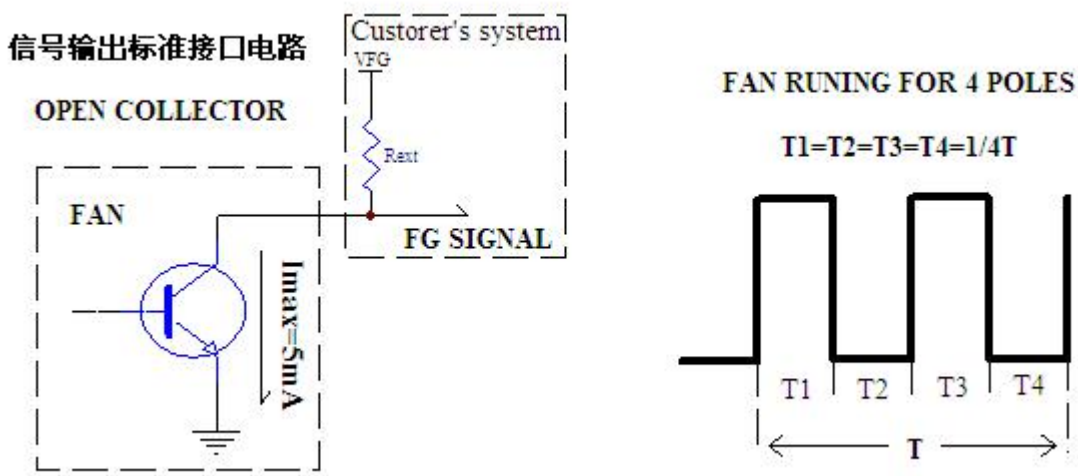 信号输出标准接口电路
OPEN COLLECTOR
FAN
Imax=5mA
Custorer's system
VFG
Rext
FG SIGNAL
FAN RUNING FOR 4 POLES
T1=T2=T3=T4=1/4T
T1 T2 T3 T4
T